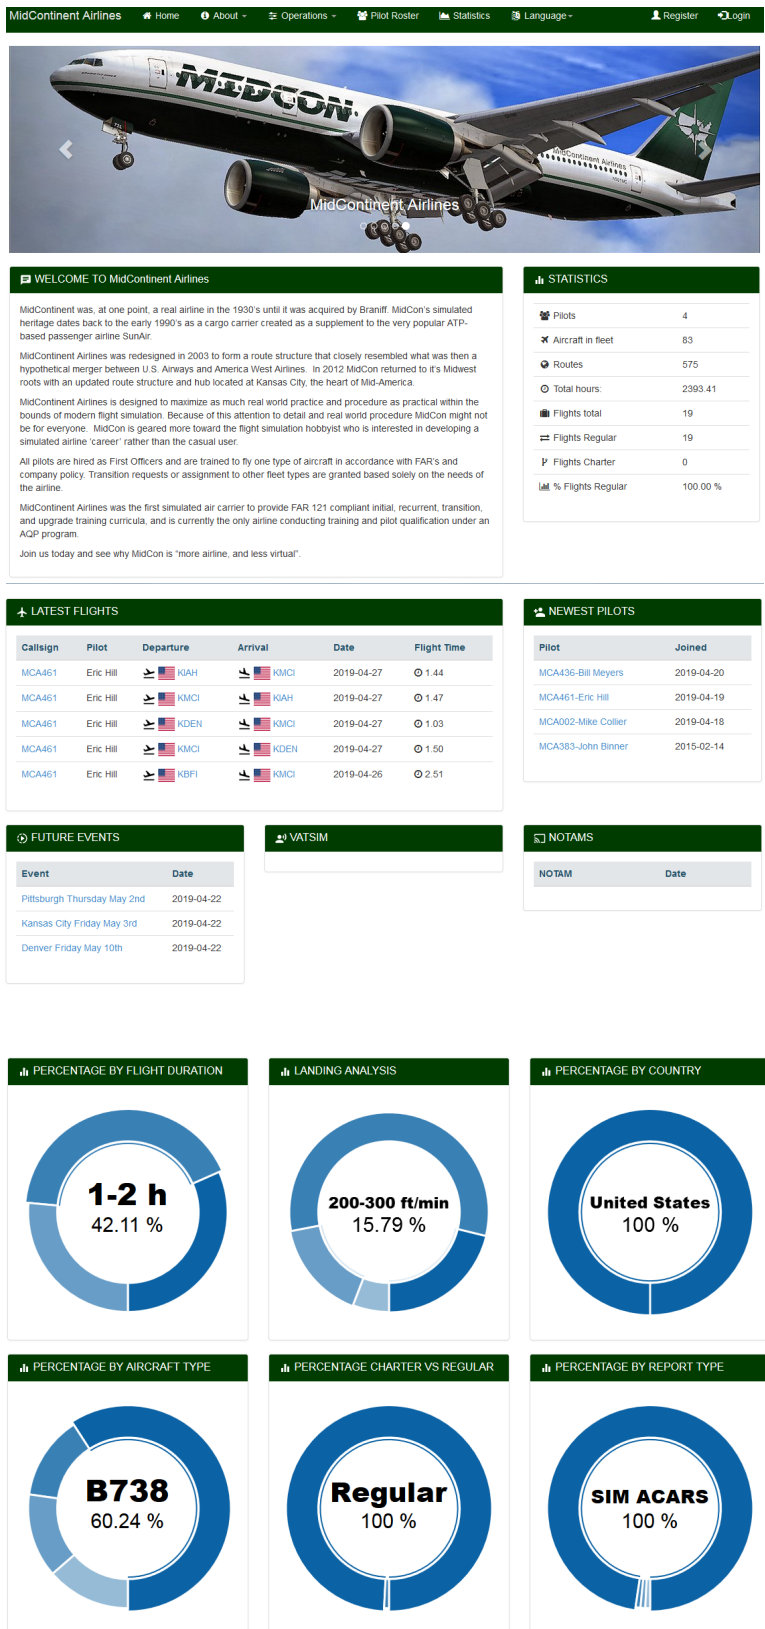 MidContinent Airlines Home About Operations Pilot Roster Statistics Language Register Login
MIDCON
MidContinent Airlines
MidContinent Airlines
WELCOME TO MidContinent Airlines
MidContinent was, at one point, a real airline in the 1930's until it was acquired by Braniff. MidCon's simulated
heritage dates back to the early 1990's as a cargo carrier created as a supplement to the very popular ATP-
based passenger airline SunAir.
MidContinent Airlines was redesigned in 2003 to form a route structure that closely resembled what was then a
hypothetical merger between U.S. Airways and America West Airlines. In 2012 MidCon returned to it's Midwest
roots with an updated route structure and hub located at Kansas City, the heart of Mid-America.
MidContinent Airlines is designed to maximize as much real world practice and procedure as practical within the
bounds of modern flight simulation. Because of this attention to detail and real world procedure MidCon might not
be for everyone. MidCon is geared more toward the flight simulation hobbyist who is interested in developing a
simulated airline 'career' rather than the casual user.
All pilots are hired as First Officers and are trained to fly one type of aircraft in accordance with FAR's and
company policy. Transition requests or assignment to other fleet types are granted based solely on the needs of
the airline.
MidContinent Airlines was the first simulated air carrier to provide FAR 121 compliant initial, recurrent, transition,
and upgrade training curricula, and is currently the only airline conducting training and pilot qualification under an
AQP program.
Join us today and see why MidCon is “more airline, and less virtual”.
STATISTICS
Pilots 4
Aircraft in fleet 83
Routes 575
Total hours: 2393.41
Flights total 19
Flights Regular 19
Flights Charter 0
% Flights Regular 100.00 %
LATEST FLIGHTS
Callsign Pilot Departure Arrival Date Flight Time
MCA461 Eric Hill KIAH KMCI 2019-04-27 1.44
MCA461 Eric Hill KMCI KIAH 2019-04-27 1.47
MCA461 Eric Hill KDEN KMCI 2019-04-27 1.03
MCA461 Eric Hill KMCI KDEN 2019-04-27 1.50
MCA461 Eric Hill KBFI KMCI 2019-04-26 2.51
NEWEST PILOTS
Pilot Joined
MCA436-Bill Meyers 2019-04-20
MCA461-Eric Hill 2019-04-19
MCA002-Mike Collier 2019-04-18
MCA383-John Binner 2015-02-14
FUTURE EVENTS
Event Date
Pittsburgh Thursday May 2nd 2019-04-22
Kansas City Friday May 3rd 2019-04-22
Denver Friday May 10th 2019-04-22
VATSIM
NOTAMS
NOTAM Date
PERCENTAGE BY FLIGHT DURATION
1-2 h
42.11 %
LANDING ANALYSIS
200-300 ft/min
15.79 %
PERCENTAGE BY COUNTRY
United States
100 %
PERCENTAGE BY AIRCRAFT TYPE
B738
60.24 %
PERCENTAGE CHARTER VS REGULAR
Regular
100 %
PERCENTAGE BY REPORT TYPE
SIM ACARS
100 %